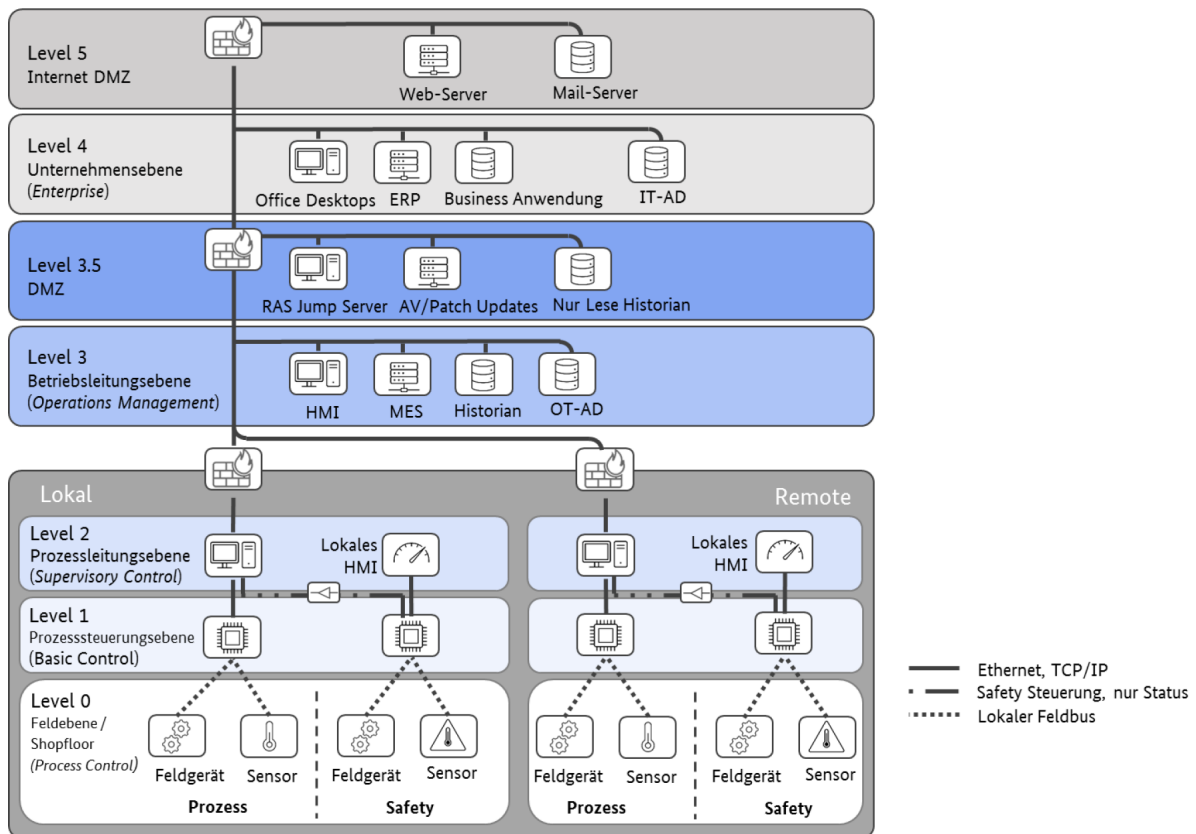 Level 5
Internet DMZ
Web-Server
Mail-Server
Level 4
Unternehmensebene
(Enterprise)
Office Desktops
ERP
Business Anwendung
IT-AD
Level 3.5
DMZ
RAS Jump Server
AV/Patch Updates
Nur Lese Historian
Level 3
Betriebsleitungsebene
(Operations Management)
HMI
MES
Historian
OT-AD
Lokal
Remote
Level 2
Prozessleitungsebene
(Supervisory Control)
Lokales
HMI
Lokales
HMI
Level 1
Prozesssteuerungsebene
(Basic Control)
Level 0
Feldebene /
Shopfloor
(Process Control)
Feldgerät
Sensor
Feldgerät
Sensor
Feldgerät
Sensor
Feldgerät
Sensor
Prozess
Safety
Prozess
Safety
Ethernet, TCP/IP
Safety Steuerung, nur Status
Lokaler Feldbus